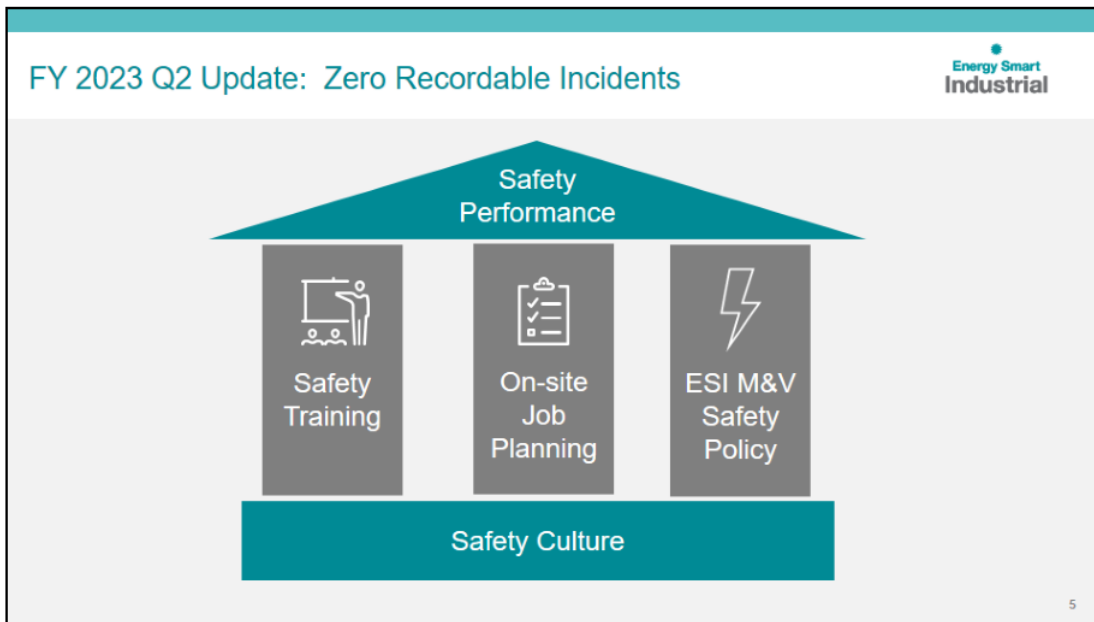 FY 2023 Q2 Update:  Zero Recordable Incidents
Energy Smart
Industrial
Safety
Performance
Safety
Training
On-site
Job
Planning
ESI M&V
Safety
Policy
Safety Culture
5